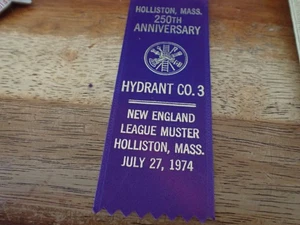 HOLLISTON, MASS.
250TH
ANNIVERSARY
HYDRANT CO. 3
NEW ENGLAND
LEAGUE MUSTER
HOLLISTON, MASS.
JULY 27, 1974